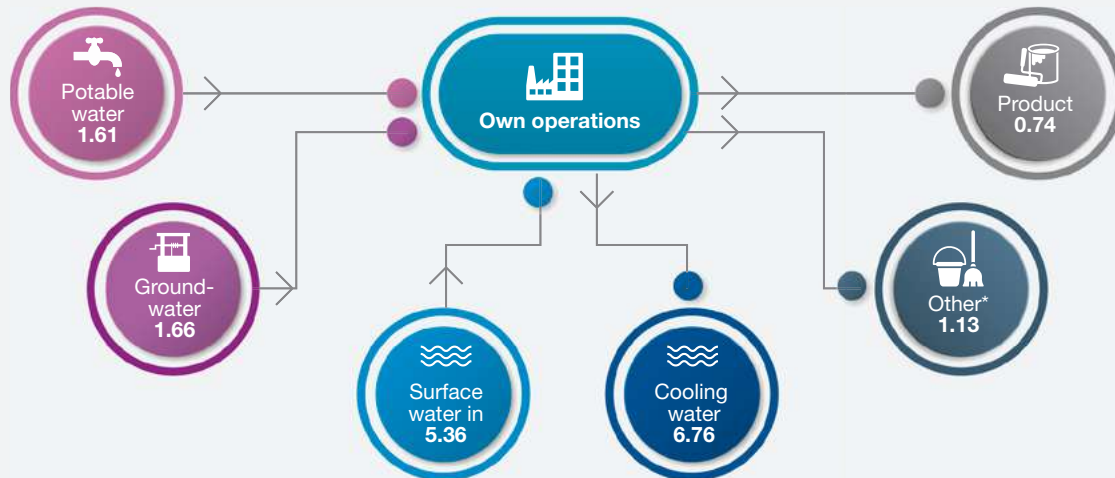 Potable
water
1.61
Own operations
Product
0.74
Ground-
water
1.66
Surface
water in
5.36
Cooling
water
6.76
Other*
1.13